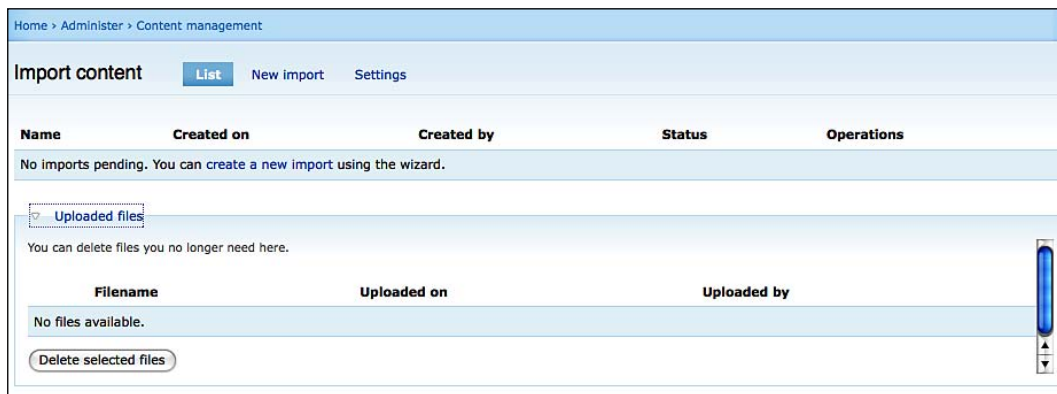 Home › Administer › Content management
Import content List New import Settings
Name Created on Created by Status Operations
No imports pending. You can create a new import using the wizard.
Uploaded files
You can delete files you no longer need here.
Filename Uploaded on Uploaded by
No files available.
Delete selected files